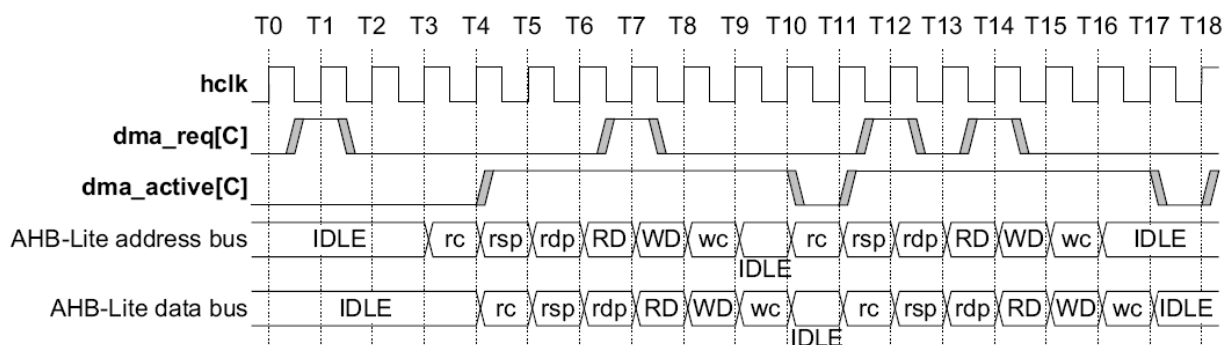 T0 T1 T2 T3 T4 T5 T6 T7 T8 T9 T10 T11 T12 T13 T14 T15 T16 T17 T18
hclk
dma_req[C]
dma_active[C]
AHB-Lite address bus IDLE rc rsp rdp RD WD wc IDLE rc rsp rdp RD WD wc IDLE
AHB-Lite data bus IDLE rc rsp rdp RD WD wc IDLE rc rsp rdp RD WD wc IDLE